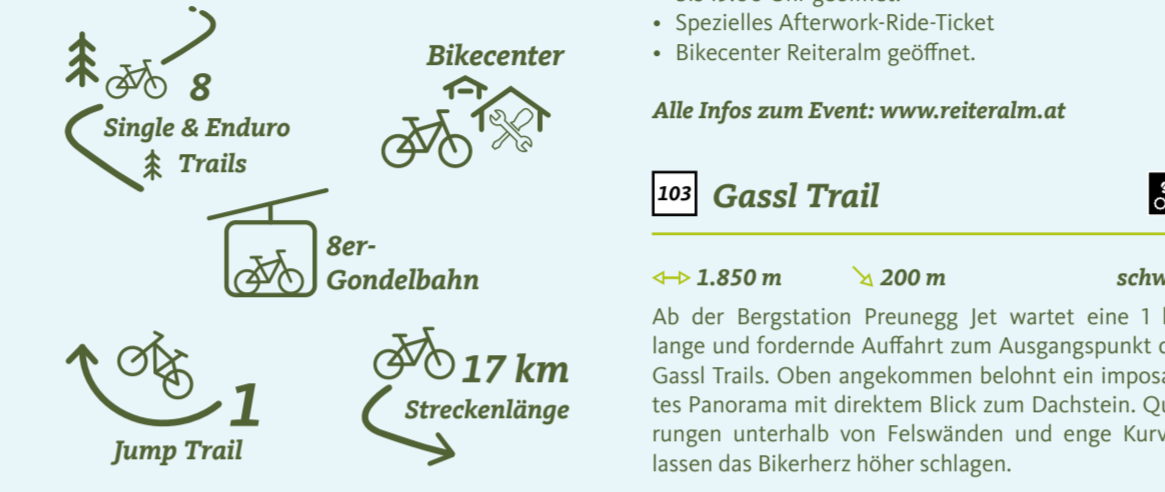 8
Single & Enduro
Trails
Bikecenter
8er-
Gondelbahn
1
Jump Trail
17 km
Streckenlänge
• Spezielles Afterwork-Ride-Ticket
• Bikecenter Reiteralm geöffnet.
Alle Infos zum Event: www.reiteralm.at
103 Gassl Trail
1.850 m 200 m
Ab der Bergstation Preunegg Jet wartet eine 1
lange und fordernde Auffahrt zum Ausgangspunkt
Gassl Trails. Oben angekommen belohnt ein
tes Panorama mit direktem Blick zum Dachstein.
rungen unterhalb von Felswänden und enge
lassen das Bikerherz höher schlagen.